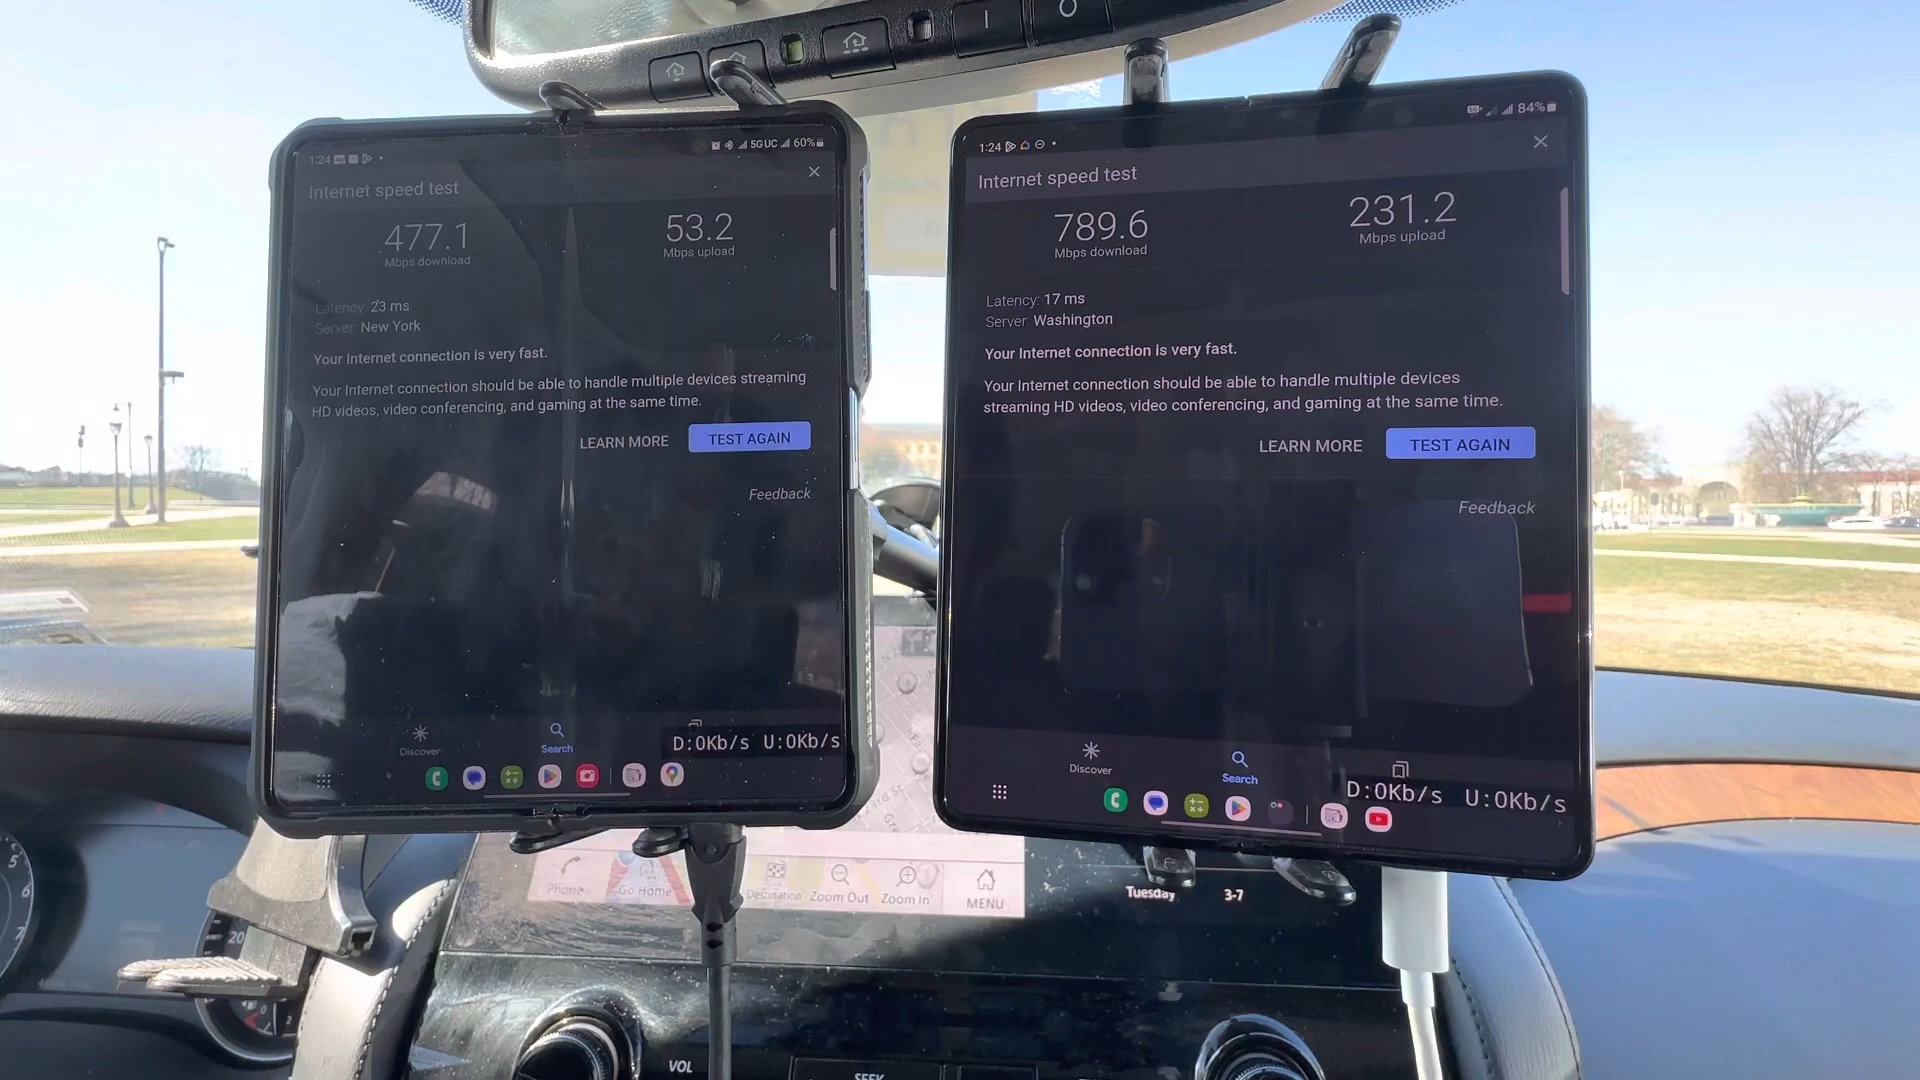 1:24
5GUC 60%
Internet speed test
477.1
Mbps download
53.2
Mbps upload
Latency: 23 ms
Server: New York
Your Internet connection is very fast.
Your Internet connection should be able to handle multiple devices streaming
HD videos, video conferencing, and gaming at the same time.
LEARN MORE
TEST AGAIN
Feedback
Discover
Search
D:0Kb/s U:0Kb/s
1:24
84%
Internet speed test
789.6
Mbps download
231.2
Mbps upload
Latency: 17 ms
Server: Washington
Your Internet connection is very fast.
Your Internet connection should be able to handle multiple devices
streaming HD videos, video conferencing, and gaming at the same time.
LEARN MORE
TEST AGAIN
Feedback
Discover
Search
D:0Kb/s U:0Kb/s
Phone
Go Home
Destination
Zoom Out
Zoom In
MENU
Tuesday
3-7
5
6
7
20
VOL
SEEK